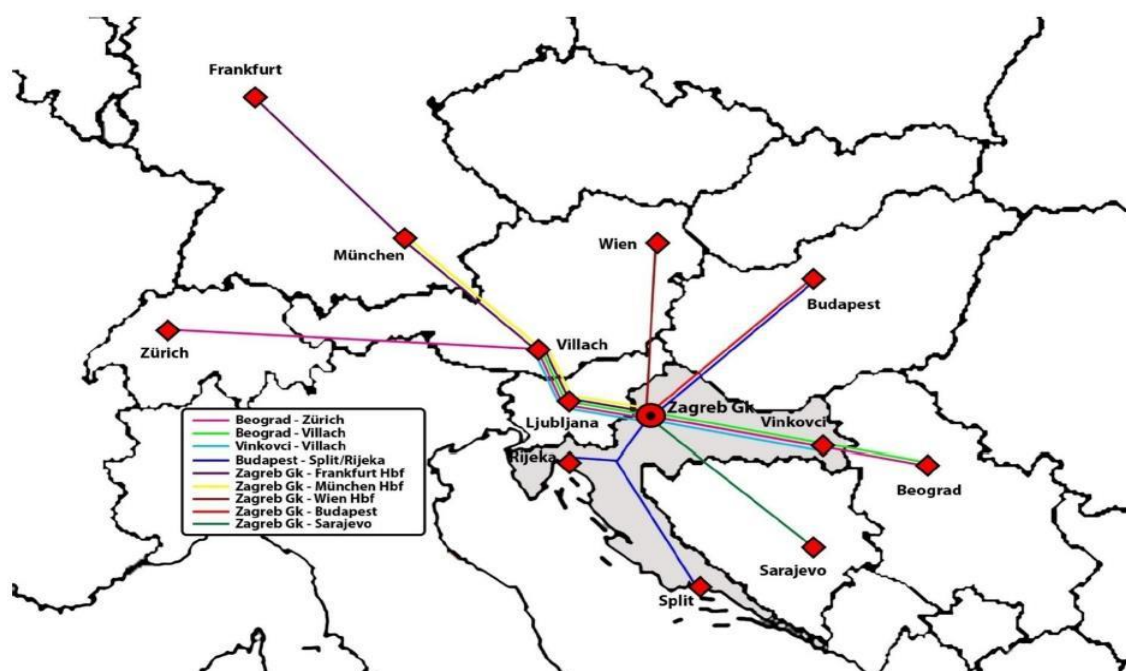 Frankfurt
München
Wien
Budapest
Zürich
Villach
Ljubljana
Zagreb Gk
Vinkovci
Rijeka
Beograd
Sarajevo
Split
Beograd - Zürich
Beograd - Villach
Vinkovci - Villach
Budapest - Split/Rijeka
Zagreb Gk - Frankfurt Hbf
Zagreb Gk - München Hbf
Zagreb Gk - Wien Hbf
Zagreb Gk - Budapest
Zagreb Gk - Sarajevo